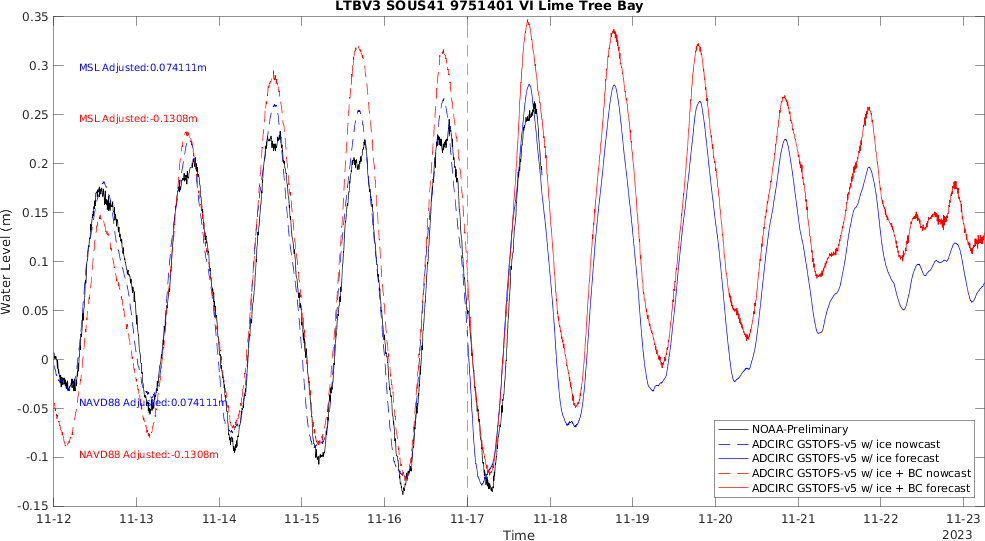 LTBV3 SOUS41 9751401 VI Lime Tree Bay
0.35
0.3
0.25
0.2
0.15
0.1
0.05
0
-0.05
-0.1
-0.15
Water Level (m)
MSL Adjusted:0.074111m
MSL Adjusted:-0.1308m
NAVD88 Adjusted:0.074111m
NAVD88 Adjusted:-0.1308m
NOAA-Preliminary
ADCIRC GSTOFS-v5 w/ ice nowcast
ADCIRC GSTOFS-v5 w/ ice forecast
ADCIRC GSTOFS-v5 w/ ice + BC nowcast
ADCIRC GSTOFS-v5 w/ ice + BC forecast
11-12 11-13 11-14 11-15 11-16 11-17 11-18 11-19 11-20 11-21 11-22 11-23
Time
2023